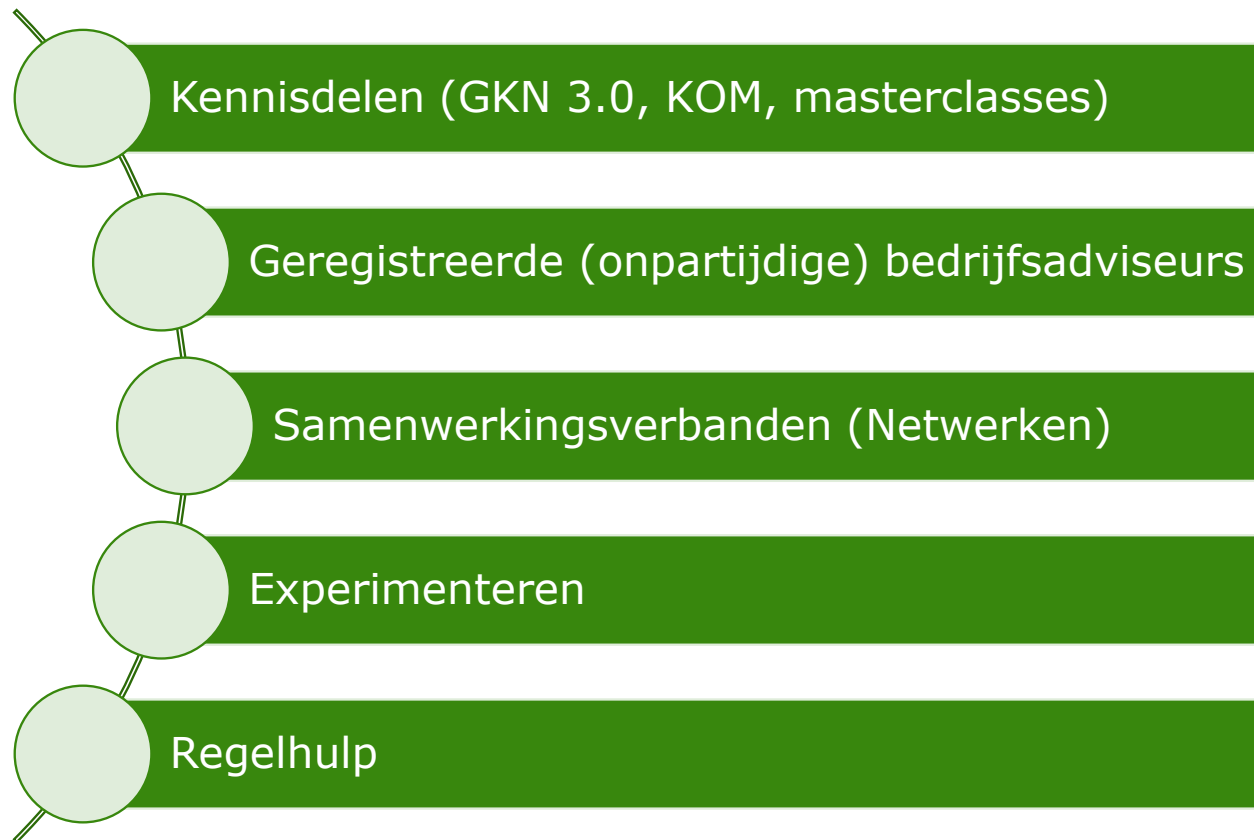 Kennisdelen (GKN 3.0, KOM, masterclasses)
Geregistreerde (onpartijdige) bedrijfsadviseurs
Samenwerkingsverbanden (Netwerken)
Experimenteren
Regelhulp